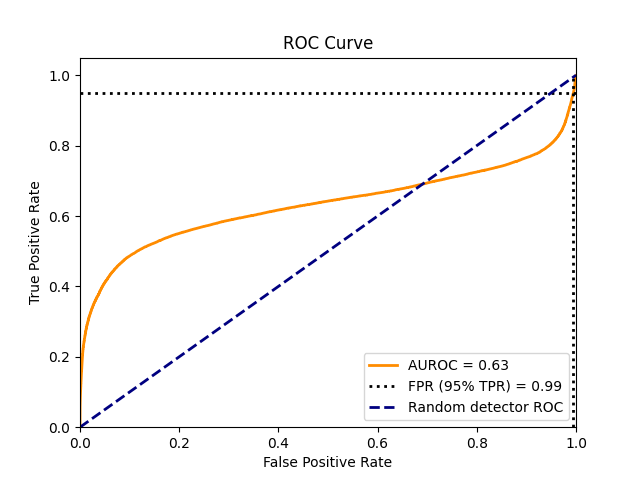 ROC Curve
True Positive Rate
1.0
0.8
0.6
0.4
0.2
0.0
AUROC = 0.63
FPR (95% TPR) = 0.99
Random detector ROC
0.0 0.2 0.4 0.6 0.8 1.0
False Positive Rate